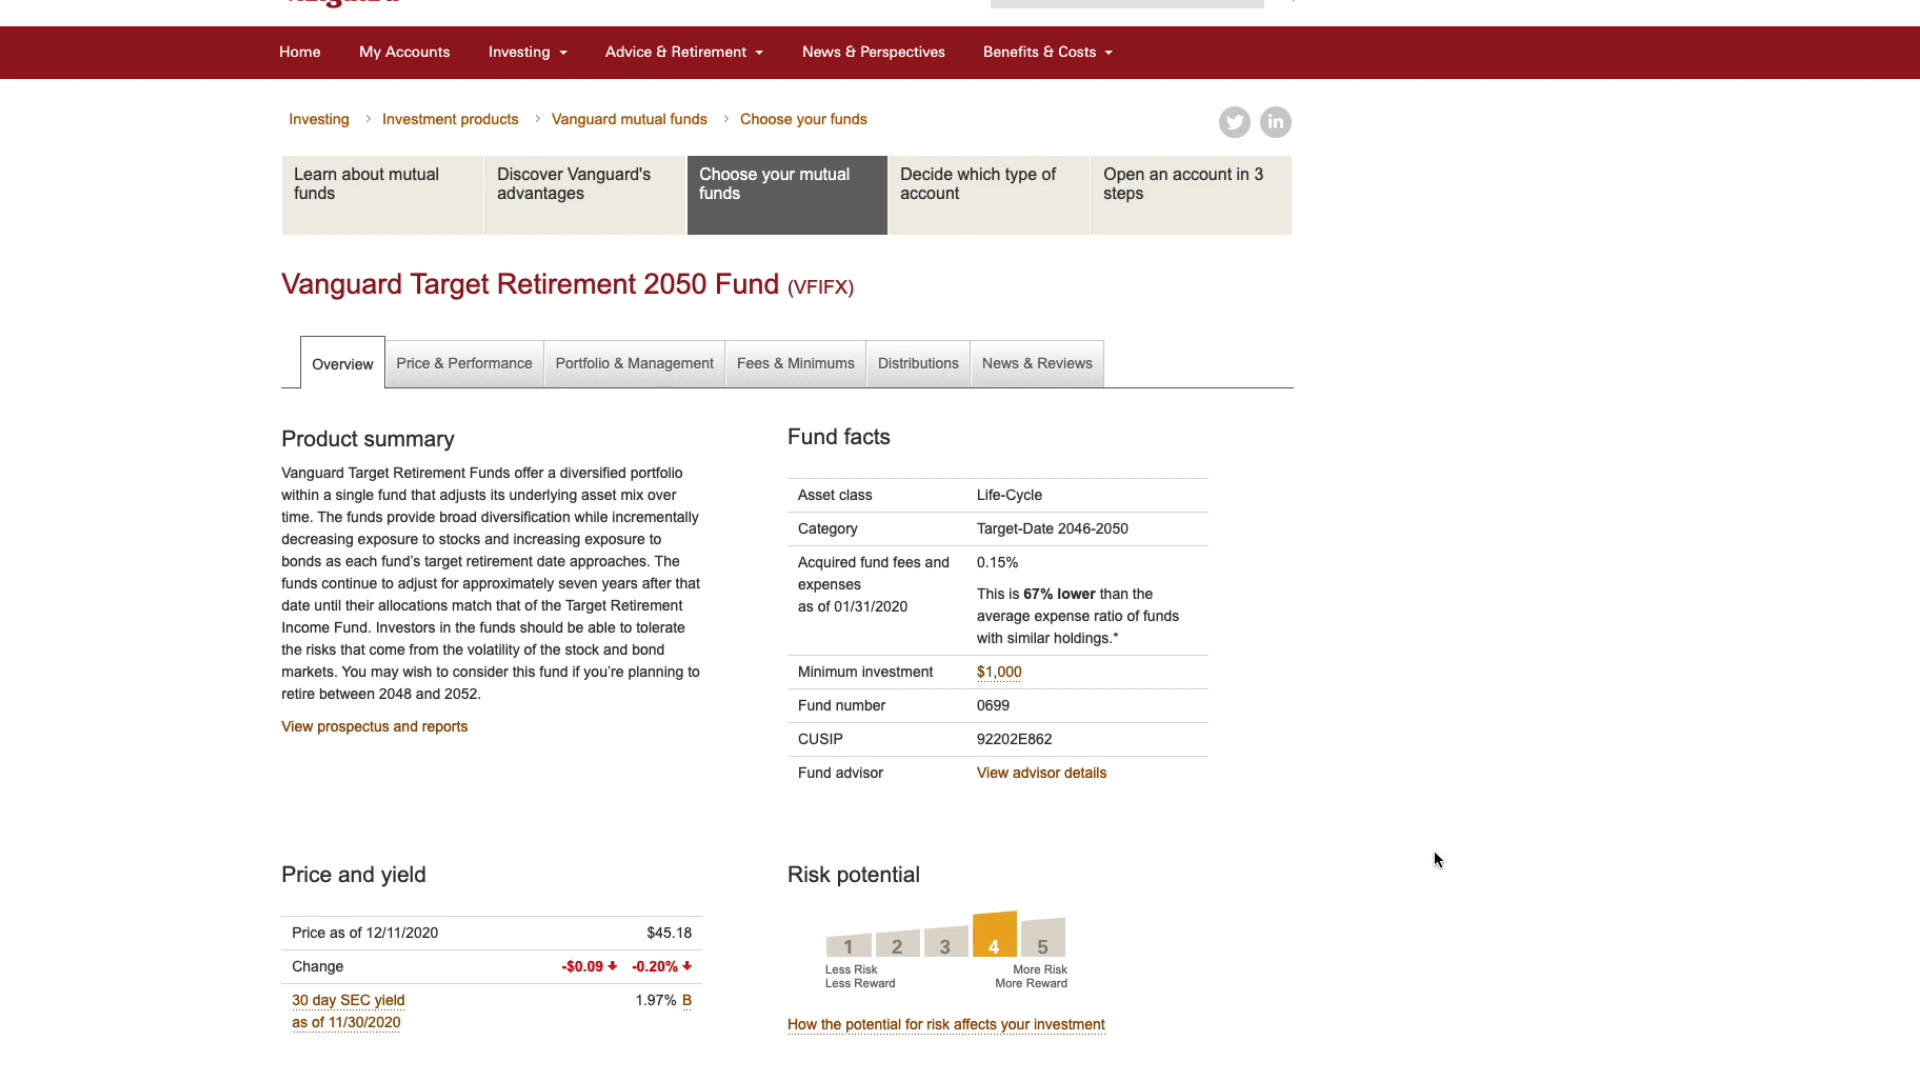 Home My Accounts Investing Advice & Retirement News & Perspectives Benefits & Costs
Investing > Investment products > Vanguard mutual funds > Choose your funds
Learn about mutual funds
Discover Vanguard's advantages
Choose your mutual funds
Decide which type of account
Open an account in 3 steps
Vanguard Target Retirement 2050 Fund (VFIFX)
Overview Price & Performance Portfolio & Management Fees & Minimums Distributions News & Reviews
Product summary
Vanguard Target Retirement Funds offer a diversified portfolio
within a single fund that adjusts its underlying asset mix over
time. The funds provide broad diversification while incrementally
decreasing exposure to stocks and increasing exposure to
bonds as each fund's target retirement date approaches. The
funds continue to adjust for approximately seven years after that
date until their allocations match that of the Target Retirement
Income Fund. Investors in the funds should be able to tolerate
the risks that come from the volatility of the stock and bond
markets. You may wish to consider this fund if you're planning to
retire between 2048 and 2052.
View prospectus and reports
Fund facts
Asset class Life-Cycle
Category Target-Date 2046-2050
Acquired fund fees and expenses as of 01/31/2020
0.15%
This is 67% lower than the
average expense ratio of funds
with similar holdings.*
Minimum investment $1,000
Fund number 0699
CUSIP 92202E862
Fund advisor View advisor details
Price and yield
Price as of 12/11/2020 $45.18
Change -$0.09 -0.20%
30 day SEC yield 1.97% B
as of 11/30/2020
Risk potential
1 2 3 4 5
Less Risk More Risk
Less Reward More Reward
How the potential for risk affects your investment